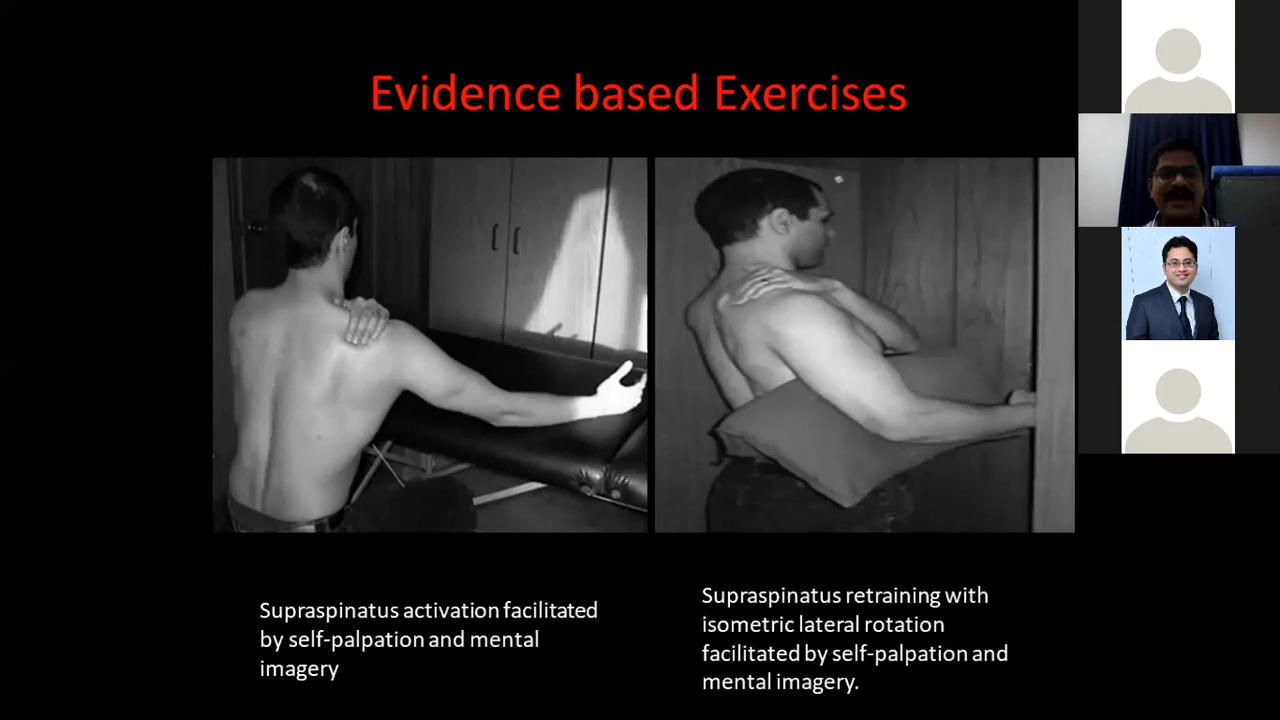 Evidence based Exercises
Supraspinatus activation facilitated
by self-palpation and mental
imagery
Supraspinatus retraining with
isometric lateral rotation
facilitated by self-palpation and
mental imagery.